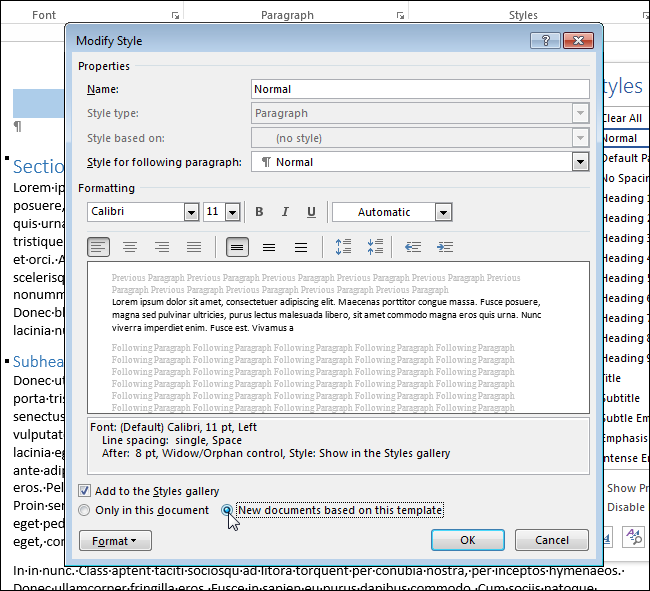 Font Paragraph Styles
Modify Style
Properties
Name: Normal
Style type: Paragraph
Style based on: (no style)
Style for following paragraph: ¶ Normal
Formatting
Calibri 11 B I U Automatic
Previous Paragraph Previous Paragraph Previous Paragraph Previous Paragraph Previous Paragraph Previous
Paragraph Previous Paragraph Previous Paragraph Previous Paragraph Previous Paragraph
Lorem ipsum dolor sit amet, consectetuer adipiscing elit. Maecenas porttitor congue massa. Fusce posuere,
magna sed pulvinar ultricies, purus lectus malesuada libero, sit amet commodo magna eros quis urna. Nunc
viverra imperdiet enim. Fusce est. Vivamus a
Following Paragraph Following Paragraph Following Paragraph Following Paragraph Following Paragraph
Following Paragraph Following Paragraph Following Paragraph Following Paragraph Following Paragraph
Following Paragraph Following Paragraph Following Paragraph Following Paragraph Following Paragraph
Following Paragraph Following Paragraph Following Paragraph Following Paragraph Following Paragraph
Following Paragraph Following Paragraph Following Paragraph Following Paragraph Following Paragraph
Following Paragraph Following Paragraph Following Paragraph Following Paragraph Following Paragraph
Font: (Default) Calibri, 11 pt, Left
Line spacing: single, Space
After: 8 pt, Widow/Orphan control, Style: Show in the Styles gallery
Add to the Styles gallery
Only in this document New documents based on this template
Format OK Cancel
¶
Sectio
Lorem·ip
posuere,
quis·urna
tristique
et·orci.·A
scelerisq
nonumm
Donec·bl
lacinia·nu
Subhea
Donec·ut
porta·tris
senectus
vulputat
lacinia·eg
ante·adip
eros.·Pel
Proin·sem
eget·ped
eget,·con
In·in·nunc.·Class·aptent·taciti·sociosqu·ad·litora·torquent·per·conubia·nostra,·per·inceptos·hymenaeos.·
Donec·ullamcorper·fringilla·eros.·Fusce·in·sapien·eu·purus·dapibus·commodo.·Cum·sociis·natoque·
tyles
Clear All
Normal
Default Pa
No Spacin
Heading 1
Heading 2
Heading 3
Heading 4
Heading 5
Heading 6
Heading 7
Heading 8
Heading 9
Title
Subtitle
Subtle Em
Emphasis
Intense Em
Show Pr
Disable